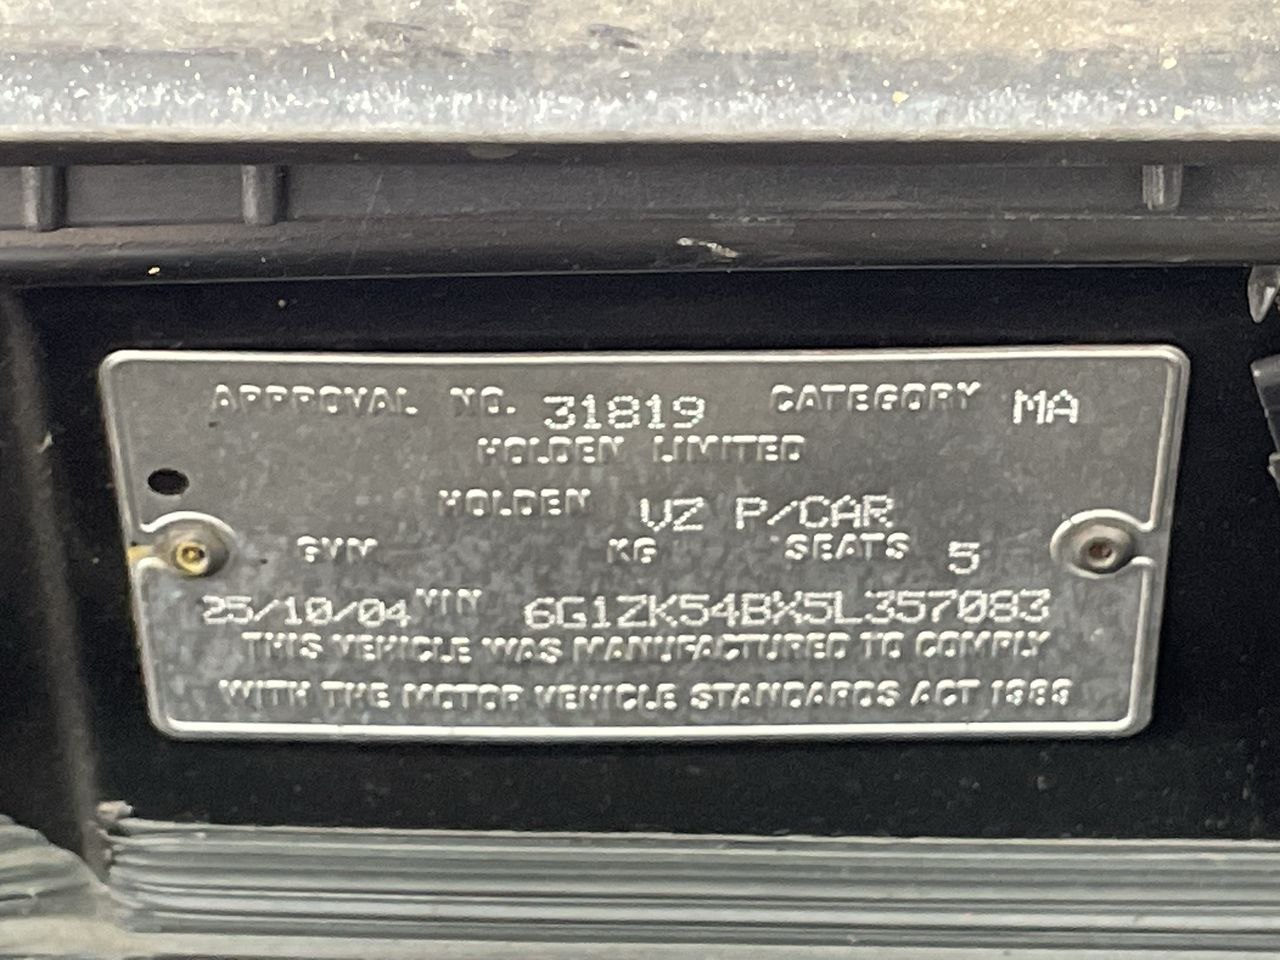 APPROVAL NO. 31819 CATEGORY MA
HOLDEN LIMITED
HOLDEN VZ P/CAR
GVM KG SEATS 5
25/10/04 VIN 6G1ZK54BX5L357083
THIS VEHICLE WAS MANUFACTURED TO COMPLY
WITH THE MOTOR VEHICLE STANDARDS ACT 1989